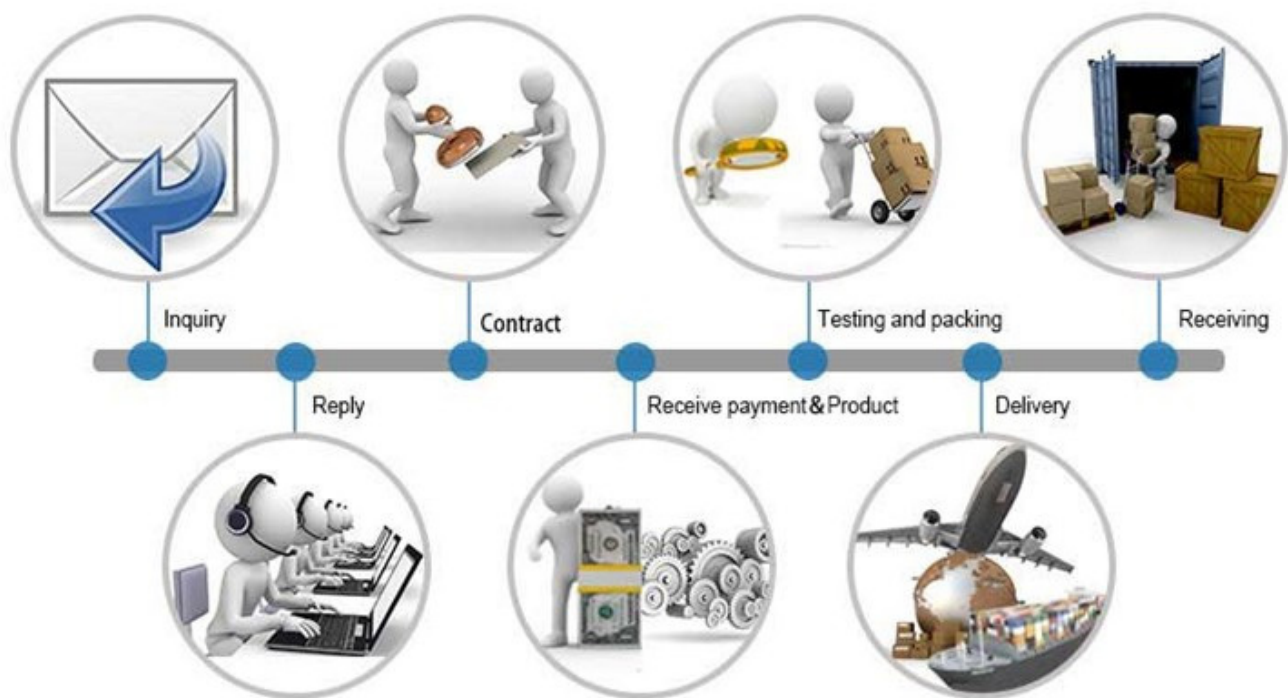 Inquiry
Contract
Testing and packing
Receiving
Reply
Receive payment&Product
Delivery